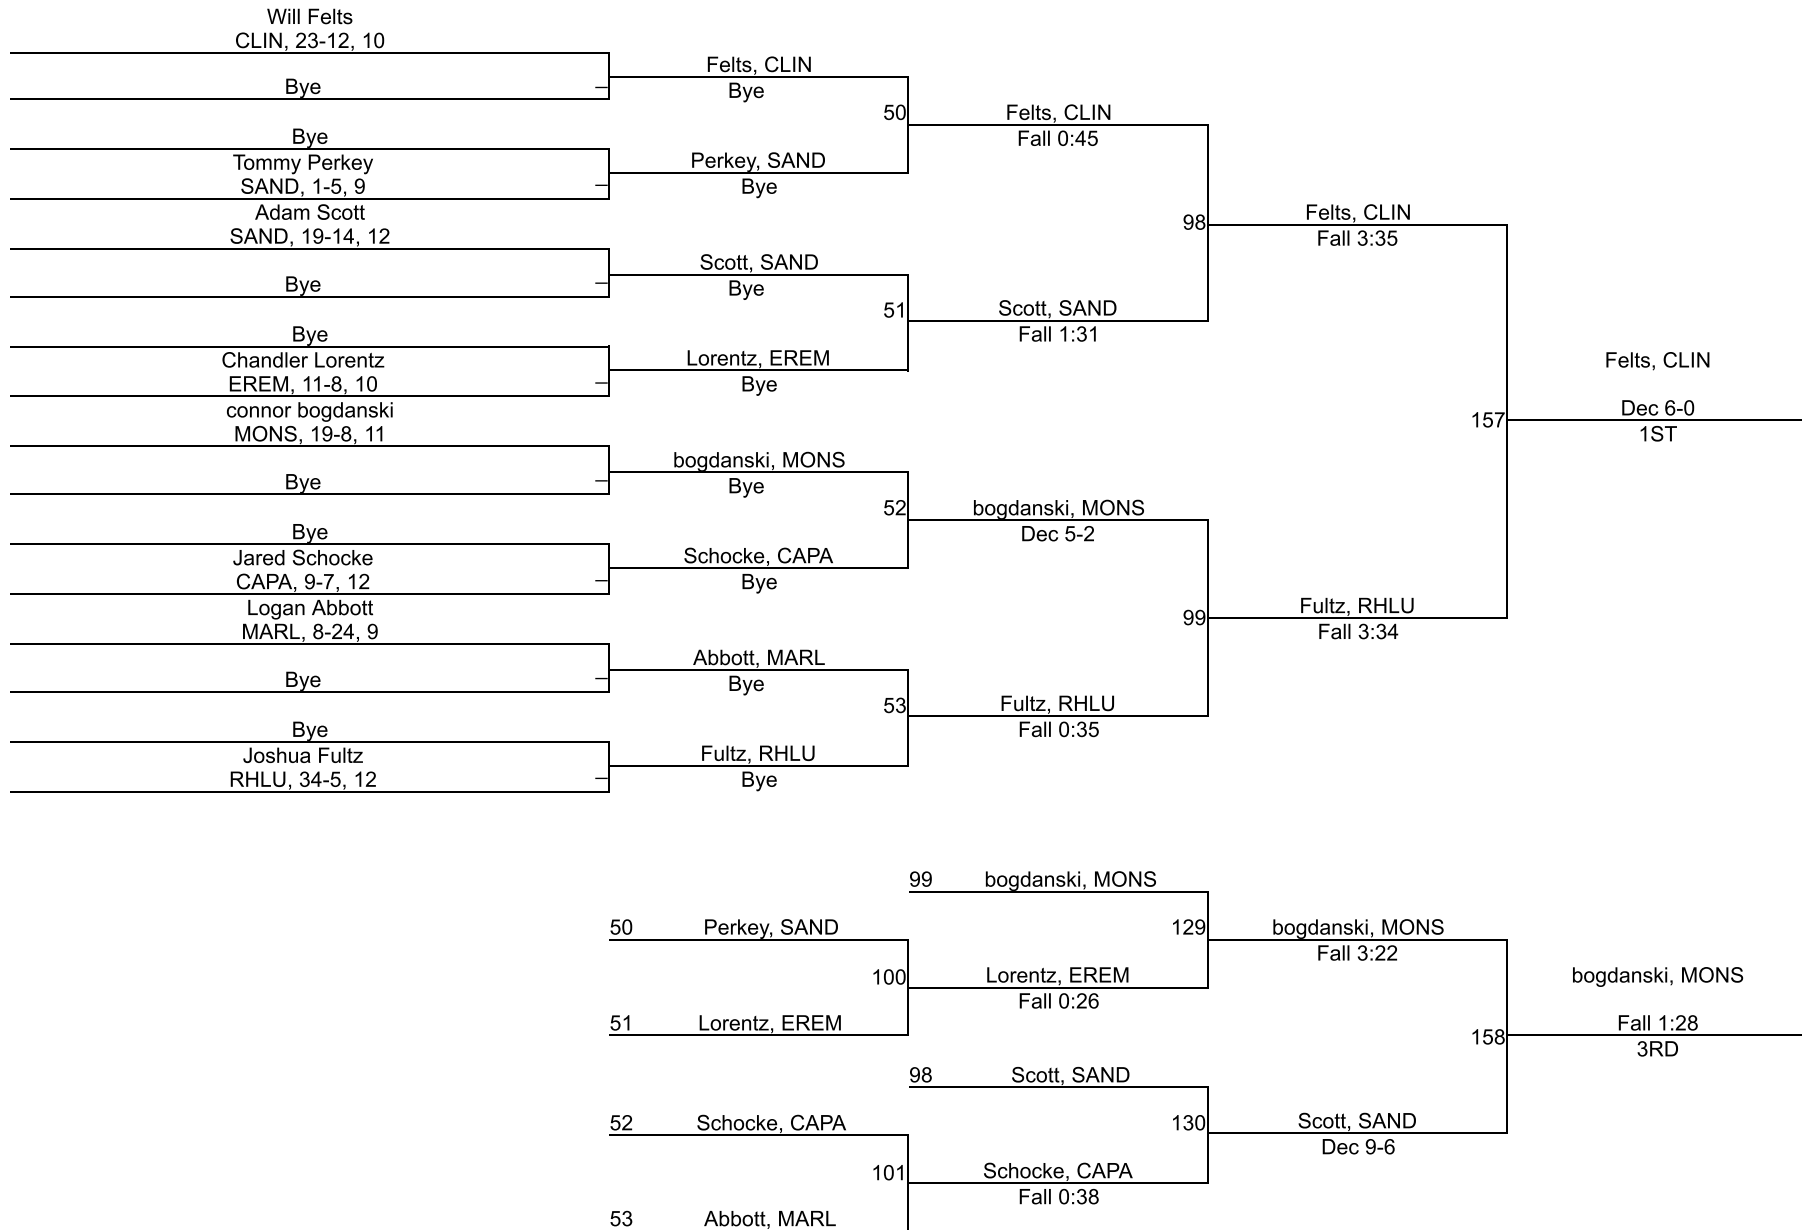 Will Felts
CLIN, 23-12, 10
Bye
Bye
Tommy Perkey
SAND, 1-5, 9
Adam Scott
SAND, 19-14, 12
Bye
Bye
Chandler Lorentz
EREM, 11-8, 10
connor bogdanski
MONS, 19-8, 11
Bye
Bye
Jared Schocke
CAPA, 9-7, 12
Logan Abbott
MARL, 8-24, 9
Bye
Bye
Joshua Fultz
RHLU, 34-5, 12
Felts, CLIN
Bye
Perkey, SAND
Bye
Scott, SAND
Bye
Lorentz, EREM
Bye
bogdanski, MONS
Bye
Schocke, CAPA
Bye
Abbott, MARL
Bye
Fultz, RHLU
Bye
50
Felts, CLIN
Fall 0:45
51
Scott, SAND
Fall 1:31
52
bogdanski, MONS
Dec 5-2
53
Fultz, RHLU
Fall 0:35
98
Felts, CLIN
Fall 3:35
99
Fultz, RHLU
Fall 3:34
157
Felts, CLIN
Dec 6-0
1ST
50 Perkey, SAND
51 Lorentz, EREM
52 Schocke, CAPA
53 Abbott, MARL
99 bogdanski, MONS
100
Lorentz, EREM
Fall 0:26
98 Scott, SAND
101
Schocke, CAPA
Fall 0:38
129
bogdanski, MONS
Fall 3:22
130
Scott, SAND
Dec 9-6
158
bogdanski, MONS
Fall 1:28
3RD